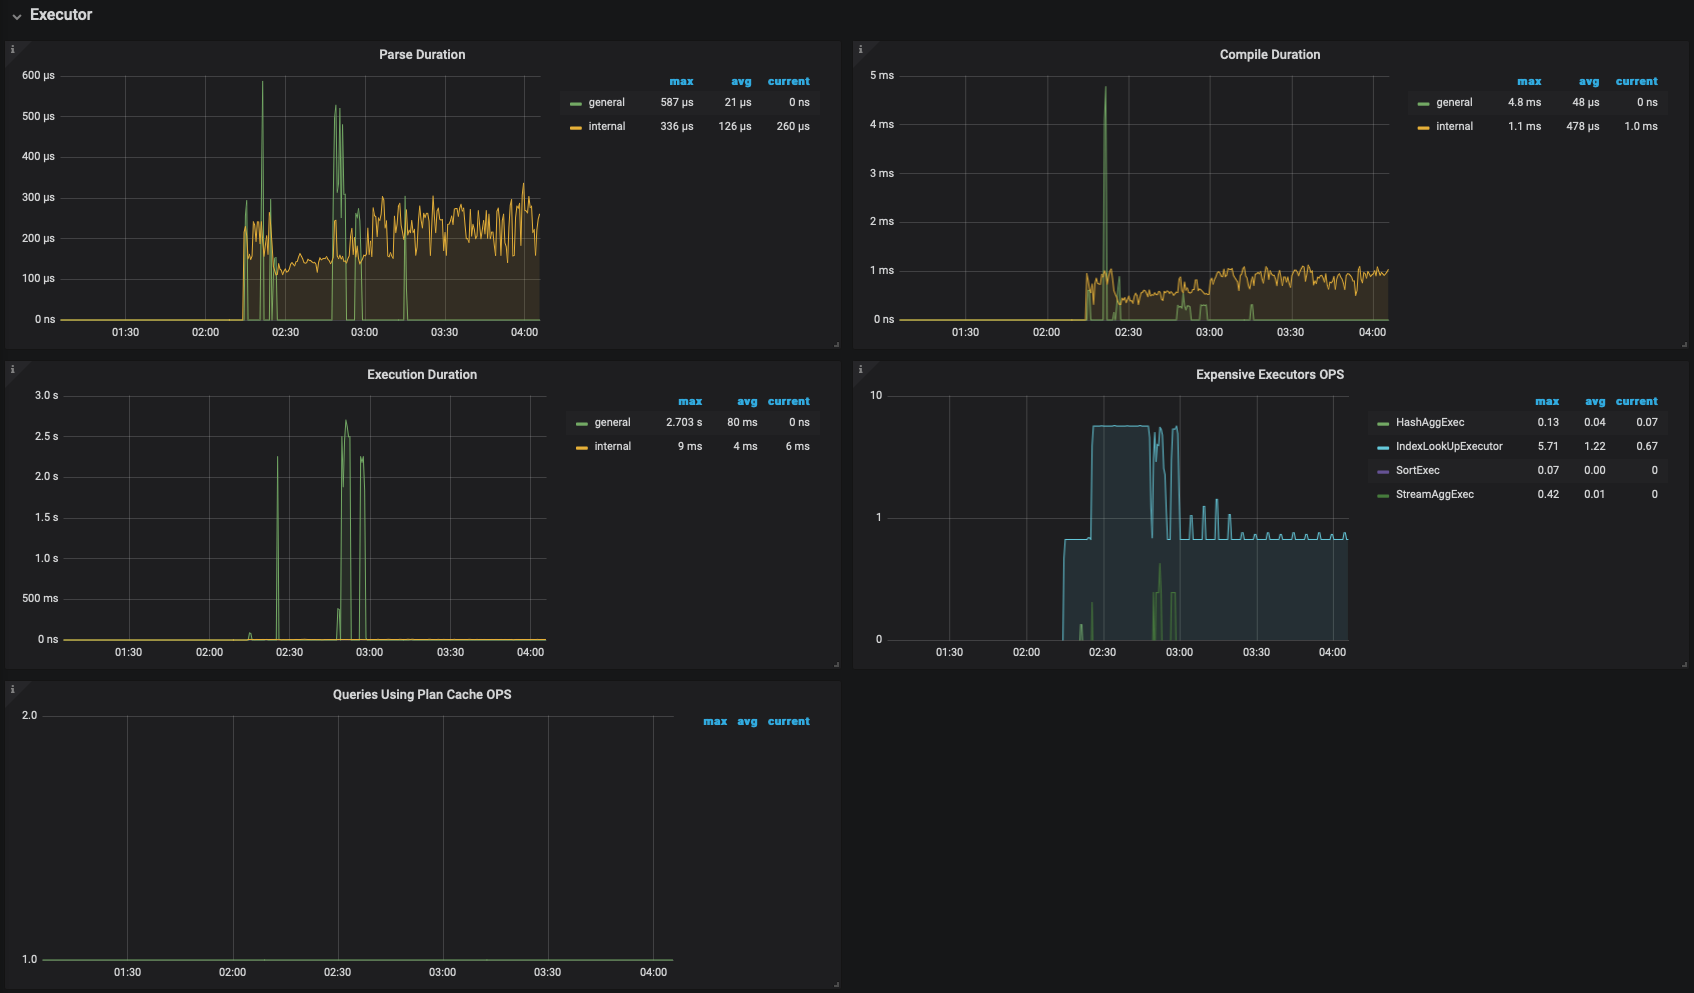 Executor
Parse Duration
600 µs
500 µs
400 µs
300 µs
200 µs
100 µs
0 ns
01:30 02:00 02:30 03:00 03:30 04:00
max avg current
general 587 µs 21 µs 0 ns
internal 336 µs 126 µs 260 µs
Compile Duration
5 ms
4 ms
3 ms
2 ms
1 ms
0 ns
01:30 02:00 02:30 03:00 03:30 04:00
max avg current
general 4.8 ms 48 µs 0 ns
internal 1.1 ms 478 µs 1.0 ms
Execution Duration
3.0 s
2.5 s
2.0 s
1.5 s
1.0 s
500 ms
0 ns
01:30 02:00 02:30 03:00 03:30 04:00
max avg current
general 2.703 s 80 ms 0 ns
internal 9 ms 4 ms 6 ms
Expensive Executors OPS
10
1
0
01:30 02:00 02:30 03:00 03:30 04:00
max avg current
HashAggExec 0.13 0.04 0.07
IndexLookUpExecutor 5.71 1.22 0.67
SortExec 0.07 0.00 0
StreamAggExec 0.42 0.01 0
Queries Using Plan Cache OPS
2.0
1.0
01:30 02:00 02:30 03:00 03:30 04:00
max avg current